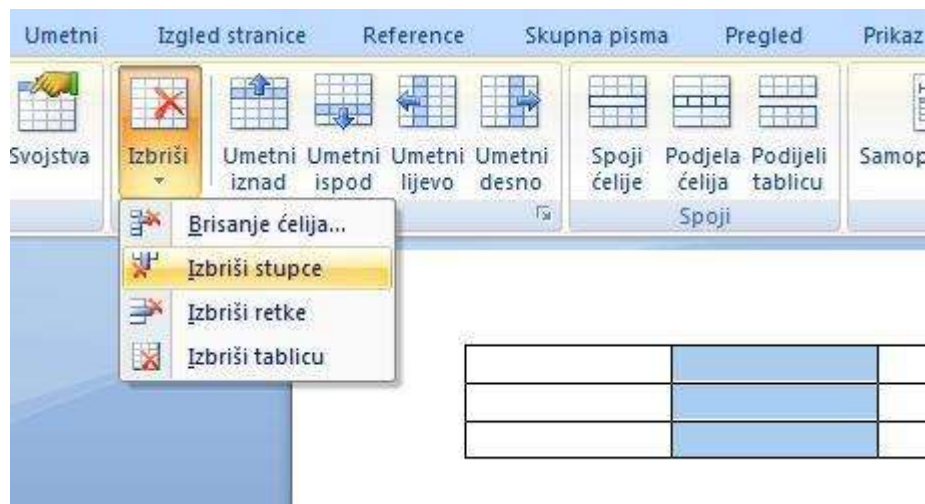 Umetni Izgled stranice Reference Skupna pisma Pregled Prikaz
Svojstva Izbriši Umetni Umetni Umetni Umetni Spoji Podjela Podijeli Samop
iznad ispod lijevo desno ćelije ćelija tablicu
Spoji
Brisanje ćelija...
Izbriši stupce
Izbriši retke
Izbriši tablicu